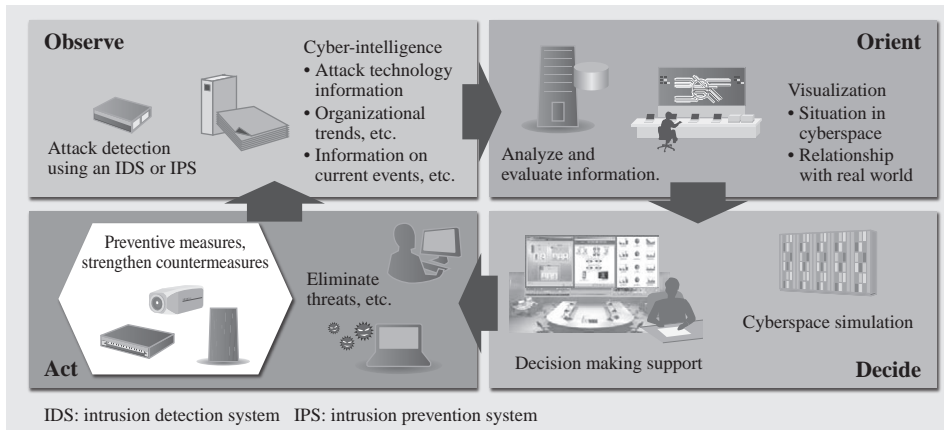 Observe
Cyber-intelligence
• Attack technology
information
• Organizational
trends, etc.
• Information on
current events, etc.
Attack detection
using an IDS or IPS
Orient
Visualization
• Situation in
cyberspace
• Relationship
with real world
Analyze and
evaluate information.
Preventive measures,
strengthen countermeasures
Eliminate
threats, etc.
Act
Decision making support
Cyberspace simulation
Decide
IDS: intrusion detection system IPS: intrusion prevention system